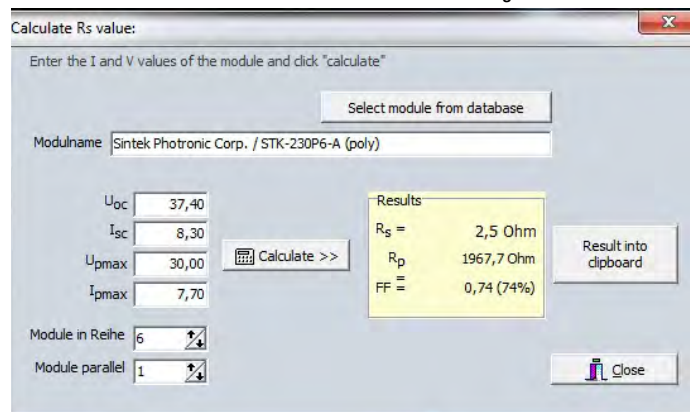 Calculate Rs value:
Enter the I and V values of the module and click "calculate"
Select module from database
Modulname Sintek Photronic Corp. / STK-230P6-A (poly)
Uoc 37,40
Isc 8,30
Upmax 30,00
Ipmax 7,70
Calculate >>
Results
Rs = 2,5 Ohm
Rp = 1967,7 Ohm
FF = 0,74 (74%)
Result into
clipboard
Module in Reihe 6
Module parallel 1
Close